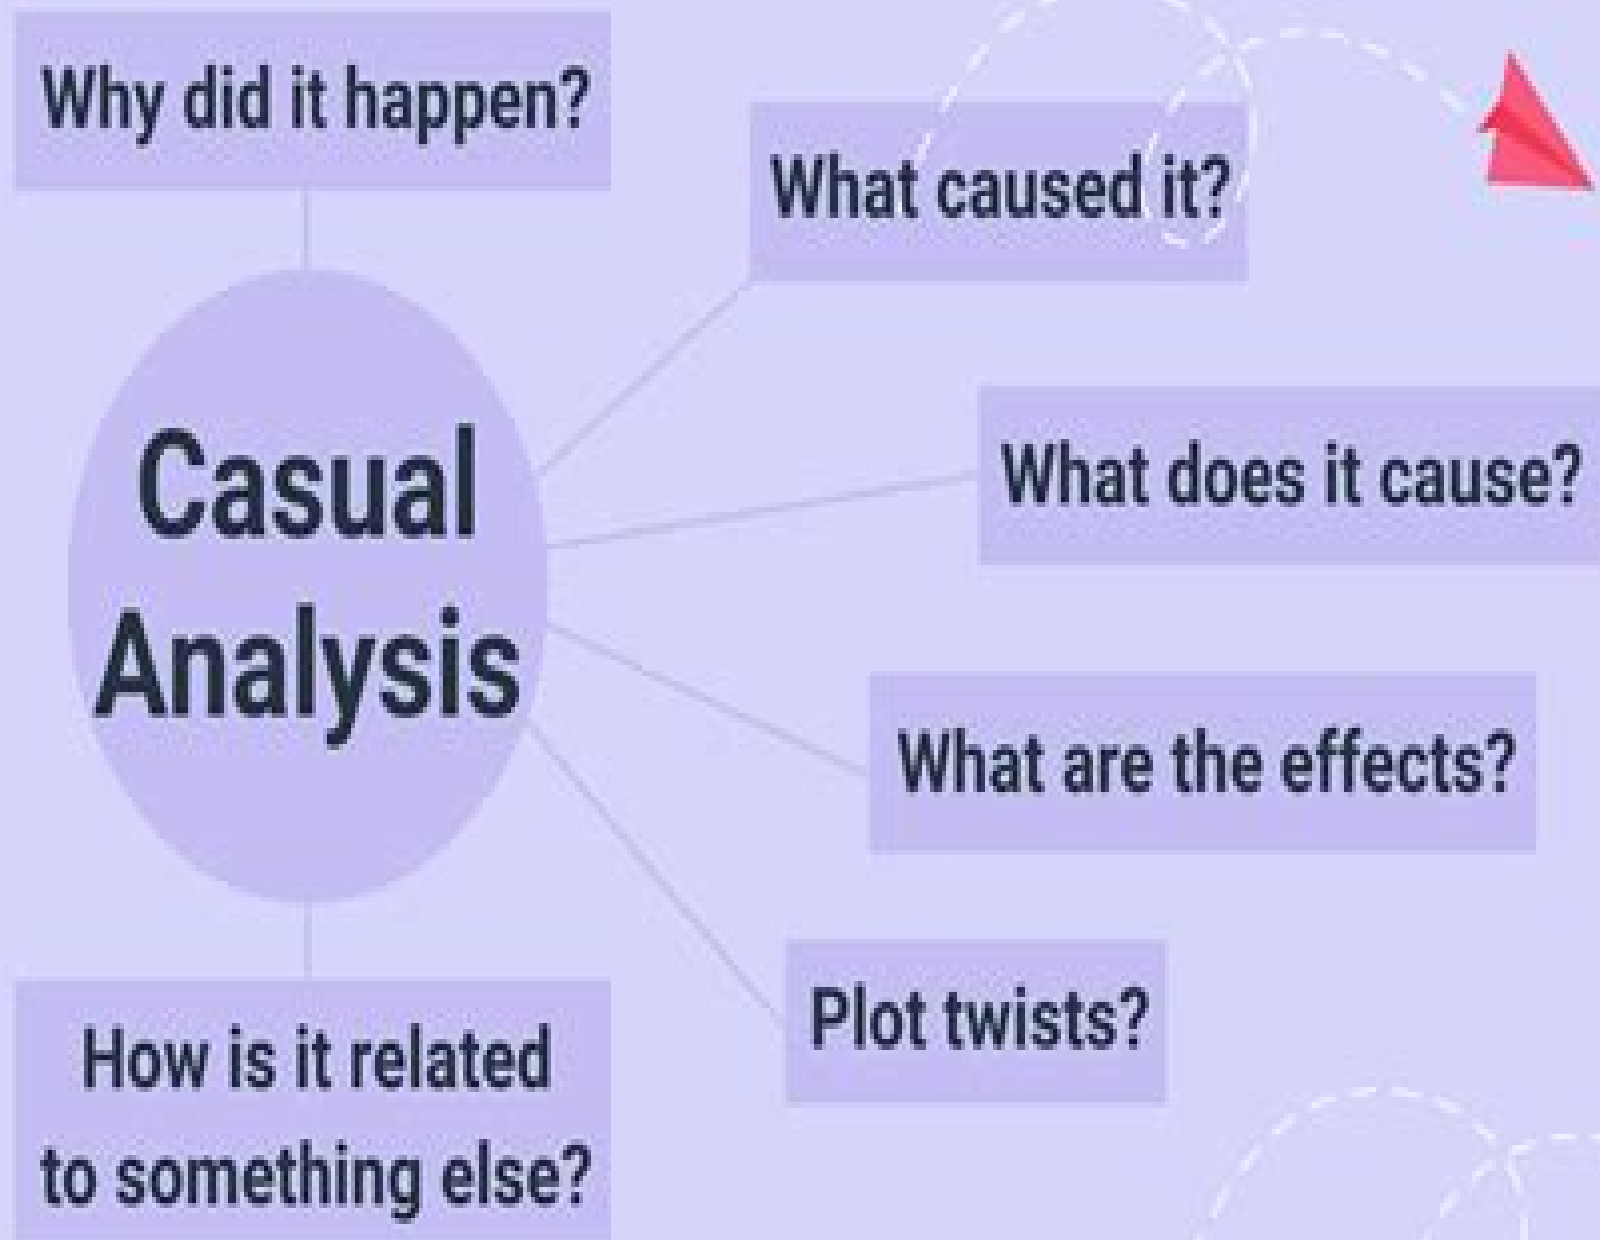 Why did it happen?
What caused it?
Casual
Analysis
What does it cause?
What are the effects?
Plot twists?
How is it related
to something else?